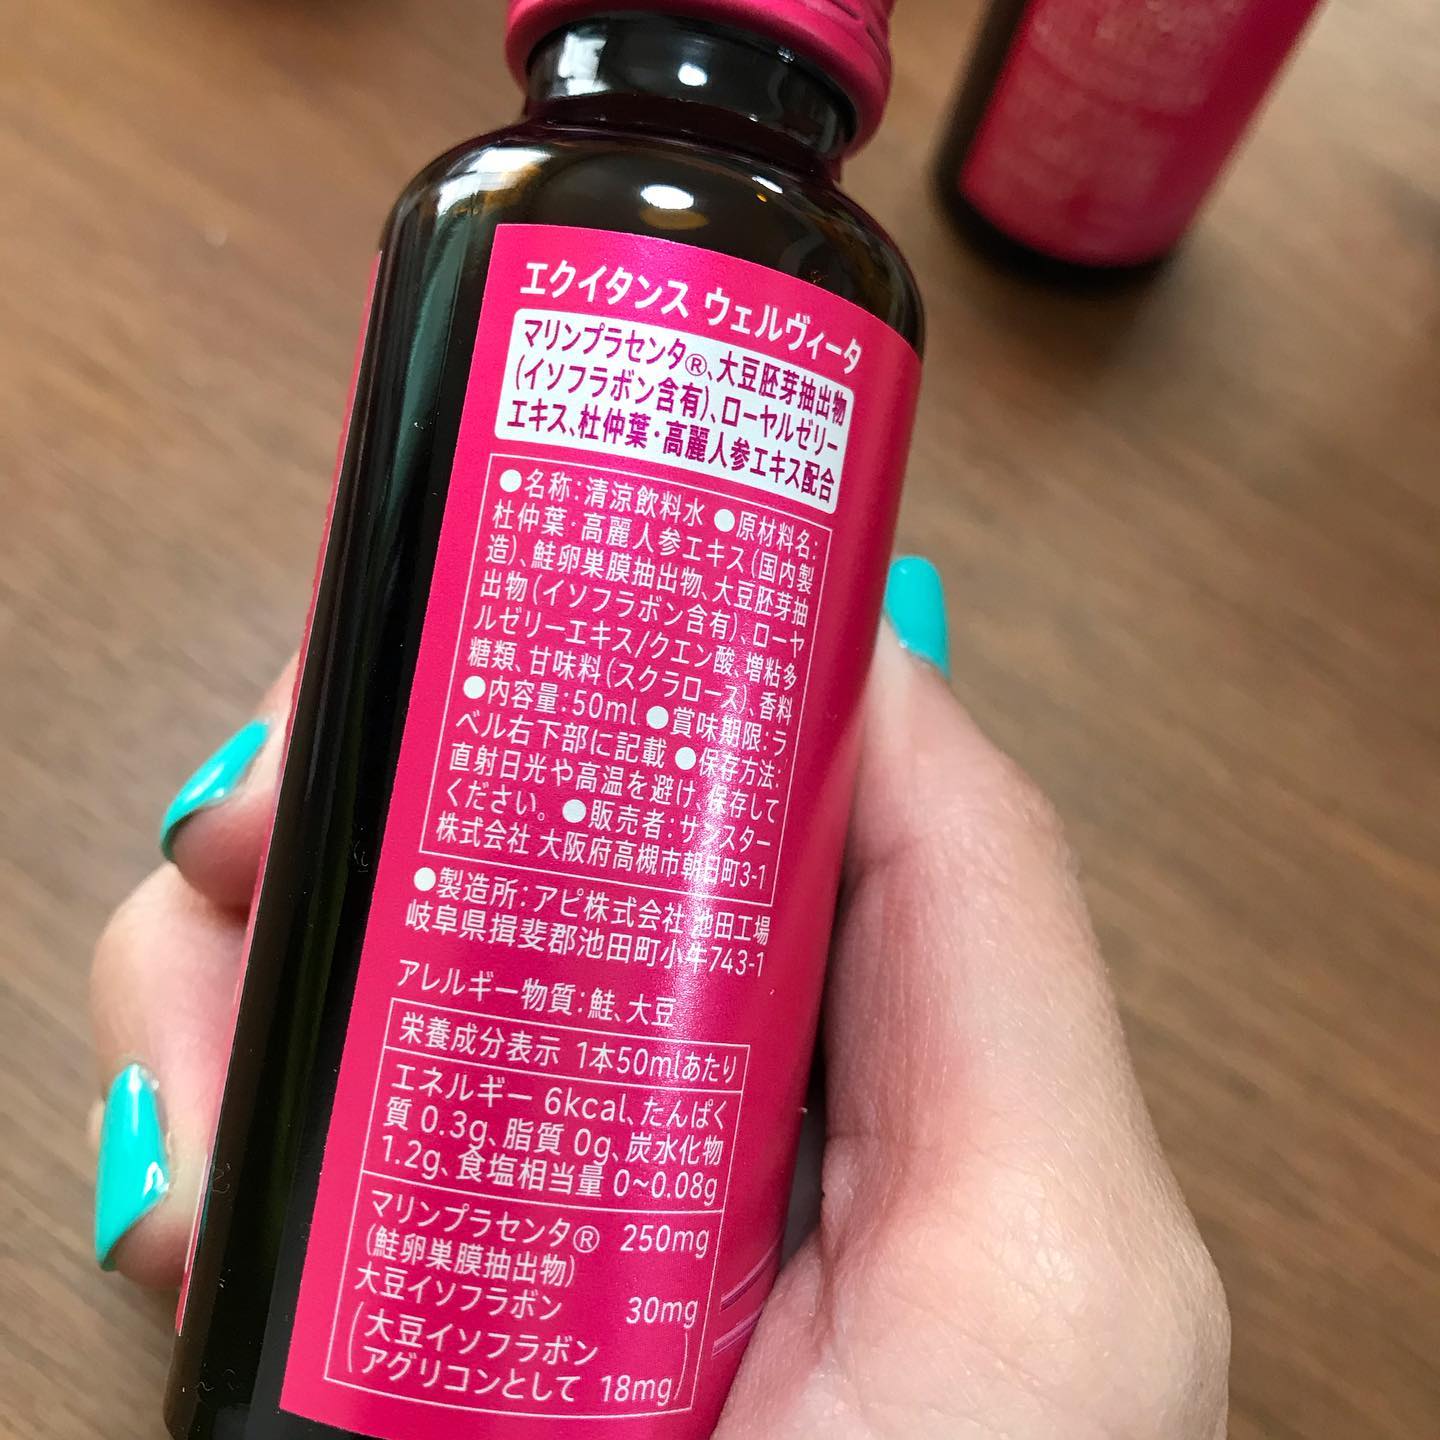 エクイタンス ウェルヴィータ
マリンプラセンタ®、大豆胚芽抽出物
(イソフラボン含有)、ローヤルゼリー
エキス、杜仲葉・高麗人参エキス配合
●名称:清涼飲料水 ●原材料名:
杜仲葉・高麗人参エキス(国内製
造)、鮭卵巣膜抽出物、大豆胚芽抽
出物(イソフラボン含有)、ローヤ
ルゼリーエキス/クエン酸、増粘多
糖類、甘味料(スクラロース)、香料
●内容量:50ml ●賞味期限:ラ
ベル右下部に記載 ●保存方法:
直射日光や高温を避け、保存して
ください。 ●販売者:サンスター
株式会社 大阪府高槻市朝日町3-1
●製造所:アピ株式会社 池田工場
岐阜県揖斐郡池田町小牛743-1
アレルギー物質:鮭、大豆
栄養成分表示 1本50mlあたり
エネルギー 6kcal、たんぱく
質 0.3g、脂質 0g、炭水化物
1.2g、食塩相当量 0~0.08g
マリンプラセンタ® 250mg
(鮭卵巣膜抽出物)
大豆イソフラボン 30mg
(大豆イソフラボン
アグリコンとして 18mg)